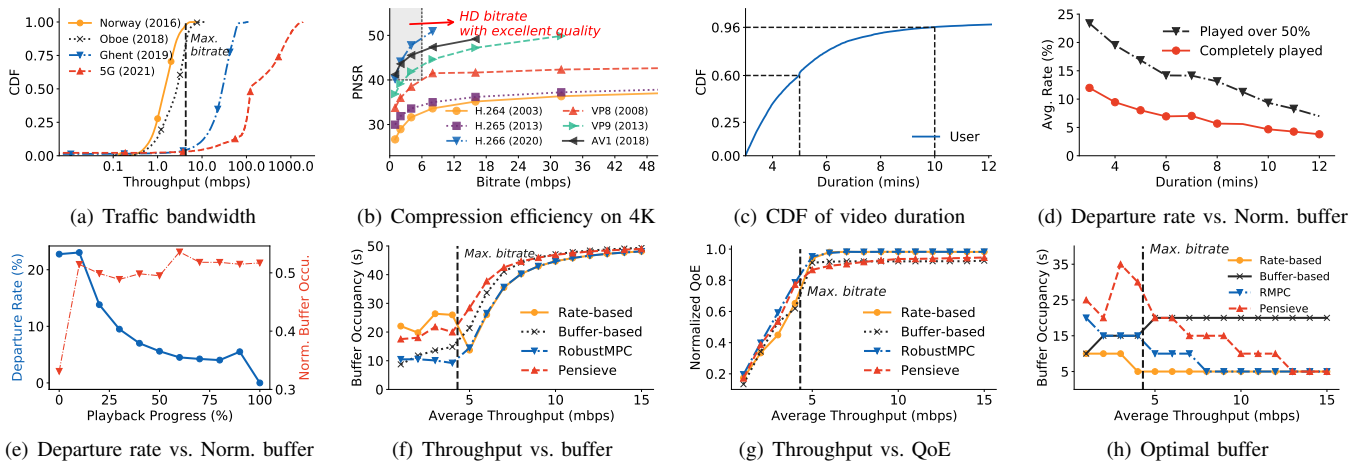 CDF
1.00
0.75
0.50
0.25
0.00
Norway (2016)
Oboe (2018)
Ghent (2019)
5G (2021)
Max.
bitrate
0.1 1.0 10.0 100.0 1000.0
Throughput (mbps)
(a) Traffic bandwidth
PNSR
50
40
30
HD bitrate
with excellent quality
H.264 (2003)
H.265 (2013)
H.266 (2020)
VP8 (2008)
VP9 (2013)
AV1 (2018)
0 6 12 18 24 30 36 42 48
Bitrate (mbps)
(b) Compression efficiency on 4K
CDF
0.96
0.60
0.25
0.00
User
4 6 8 10 12
Duration (mins)
(c) CDF of video duration
Avg. Rate (%)
25
20
15
10
5
0
Played over 50%
Completely played
4 6 8 10 12
Duration (mins)
(d) Departure rate vs. Norm. buffer
Departure Rate (%)
20
10
0
0.5
0.4
0.3
Norm. Buffer Occu.
0 25 50 75 100
Playback Progress (%)
(e) Departure rate vs. Norm. buffer
Buffer Occupancy (s)
50
40
30
20
10
0
Max. bitrate
Rate-based
Buffer-based
RobustMPC
Pensieve
5 10 15
Average Throughput (mbps)
(f) Throughput vs. buffer
Normalized QoE
1.0
0.8
0.6
0.4
0.2
Max. bitrate
Rate-based
Buffer-based
RobustMPC
Pensieve
5 10 15
Average Throughput (mbps)
(g) Throughput vs. QoE
Buffer Occupancy (s)
35
25
15
5
Max. bitrate
Rate-based
Buffer-based
RMPC
Pensieve
5 10 15
Average Throughput (mbps)
(h) Optimal buffer